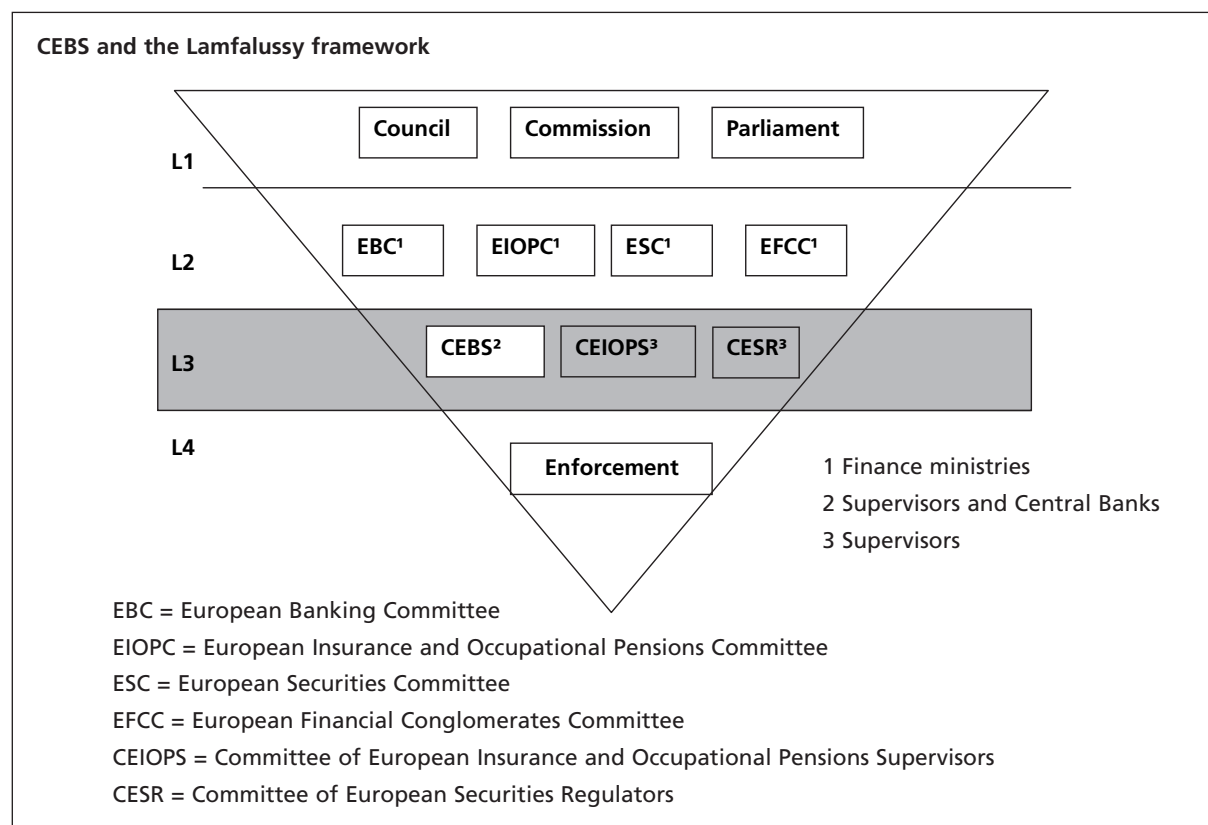 CEBS and the Lamfalussy framework
Council Commission Parliament
L1
EBC¹ EIOPC¹ ESC¹ EFCC¹
L2
CEBS² CEIOPS³ CESR³
L3
L4
Enforcement
1 Finance ministries
2 Supervisors and Central Banks
3 Supervisors
EBC = European Banking Committee
EIOPC = European Insurance and Occupational Pensions Committee
ESC = European Securities Committee
EFCC = European Financial Conglomerates Committee
CEIOPS = Committee of European Insurance and Occupational Pensions Supervisors
CESR = Committee of European Securities Regulators